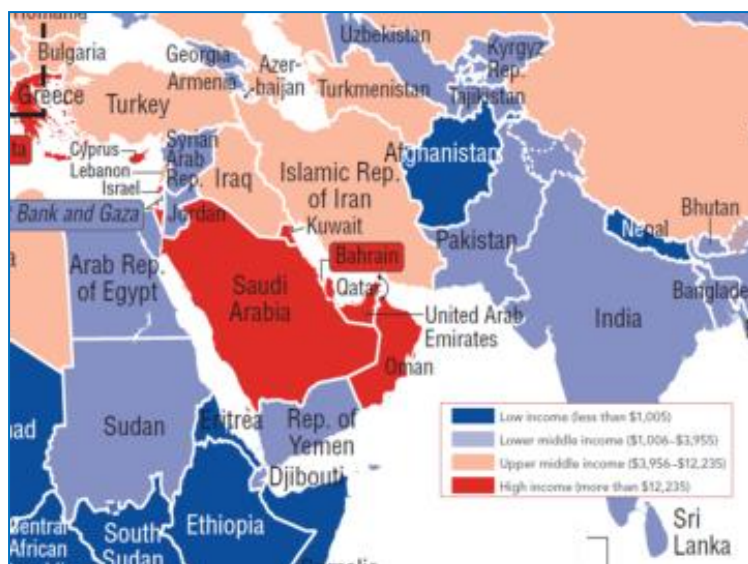 Romania
Bulgaria
Greece
Turkey
Georgia
Armenia
Azer-
baijan
Uzbekistan
Turkmenistan
Kyrgyz
Rep.
Tajikistan
Cyprus
Lebanon
Israel
Syrian
Arab
Rep.
Iraq
Islamic Rep.
of Iran
Afghanistan
Bank and Gaza
Jordan
Kuwait
Pakistan
Nepal
Bhutan
Arab Rep.
of Egypt
Saudi
Arabia
Bahrain
Qatar
United Arab
Emirates
India
Banglade
Oman
Sudan
Eritrea
Rep. of
Yemen
Djibouti
Low income (less than $1,005)
Lower middle income ($1,006–$3,955)
Upper middle income ($3,956–$12,235)
High income (more than $12,235)
ad
Central
African
South
Sudan
Ethiopia
Somalia
Sri
Lanka